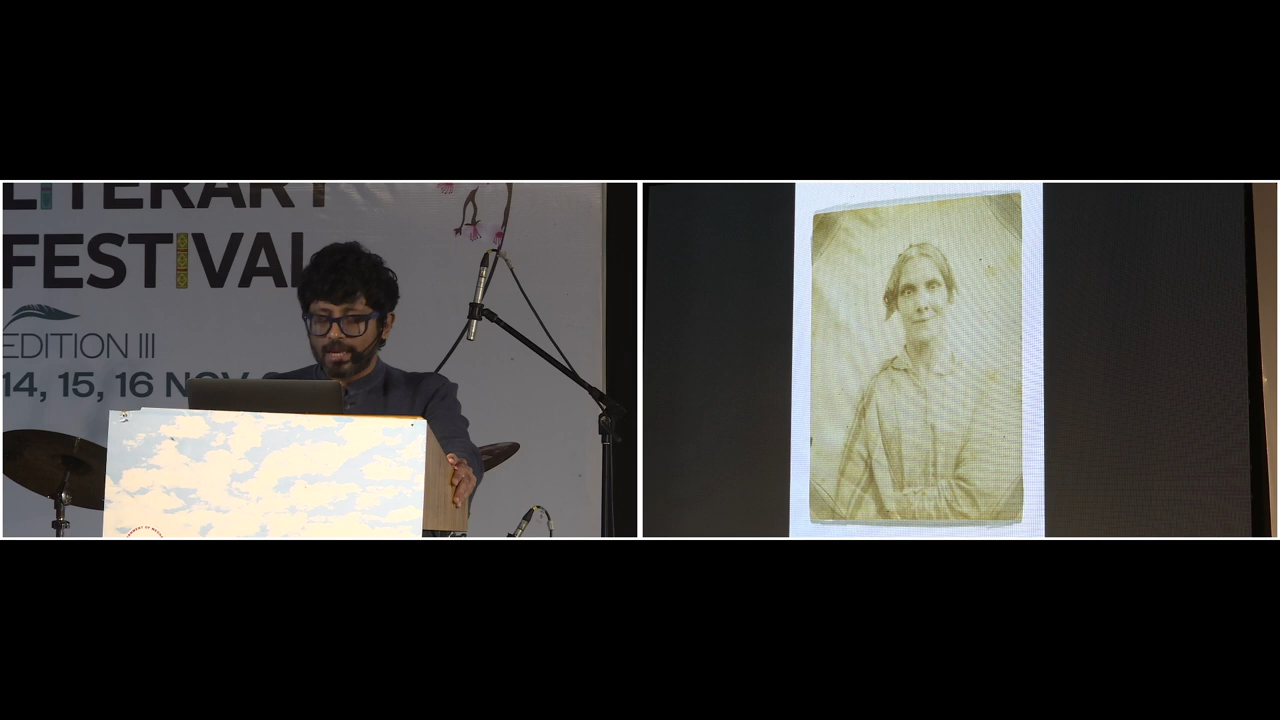 LITERARY
FESTIVAL
EDITION III
14, 15, 16 NOV